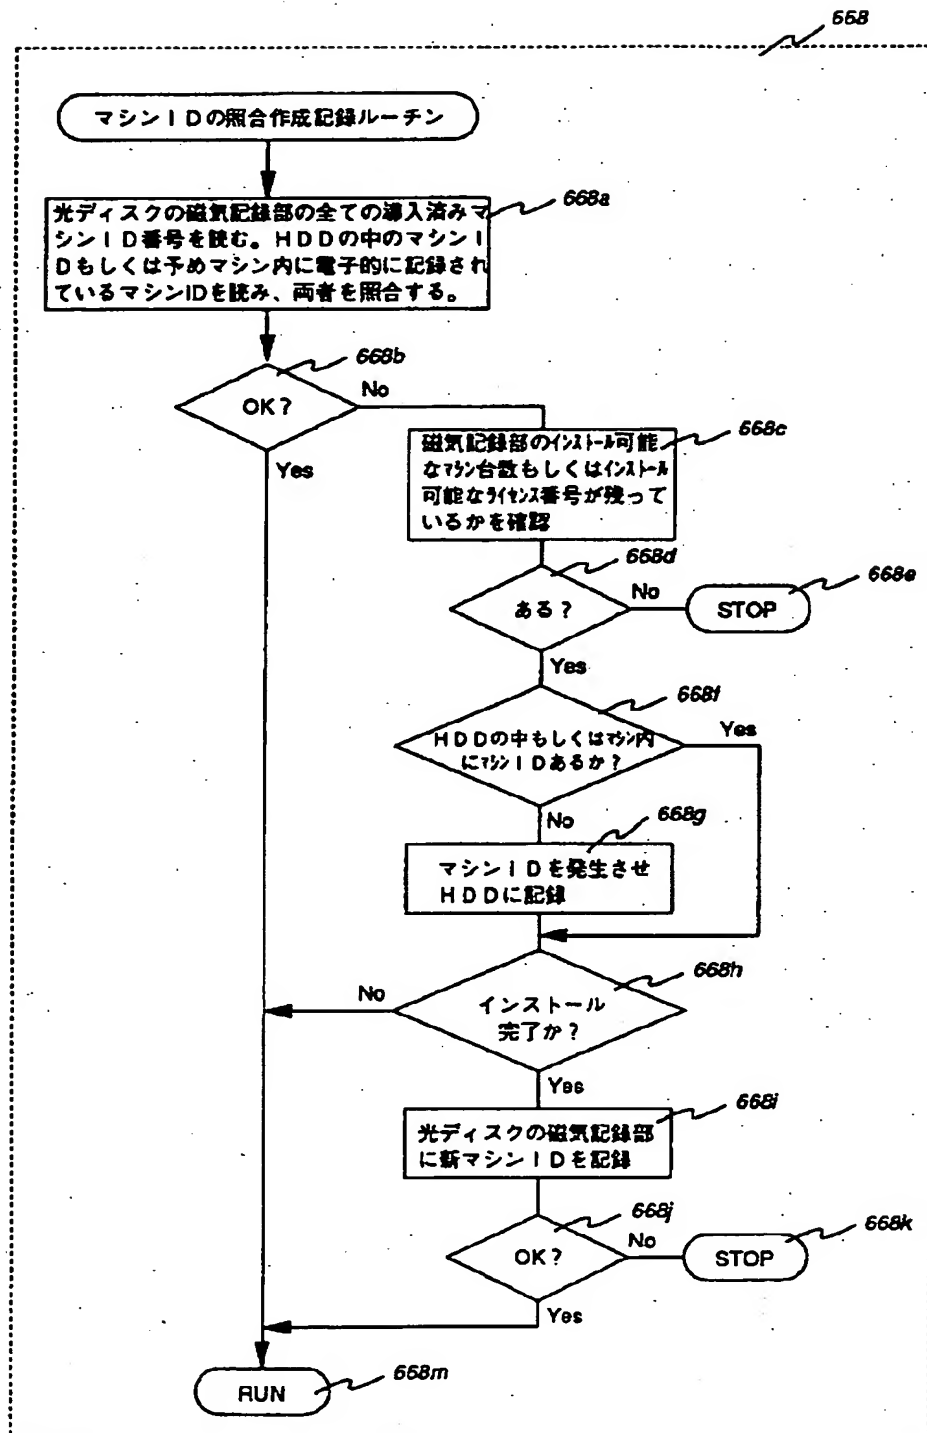 668
マシンIDの照合作成記録ルーチン
668a
光ディスクの磁気記録部の全ての導入済みマ
シンID番号を読む。HDDの中のマシンI
Dもしくは予めマシン内に電子的に記録され
ているマシンIDを読み、両者を照合する。
668b
OK?
No
Yes
668c
磁気記録部のインストール可能
なマシン台数もしくはインストール
可能なライセンス番号が残って
いるかを確認
668d
ある?
No
668e
STOP
Yes
668f
HDDの中もしくはマシン内
にマシンIDあるか?
Yes
No
668g
マシンIDを発生させ
HDDに記録
668h
No
インストール
完了か?
Yes
668i
光ディスクの磁気記録部
に新マシンIDを記録
668j
OK?
No
668k
STOP
Yes
RUN
668m